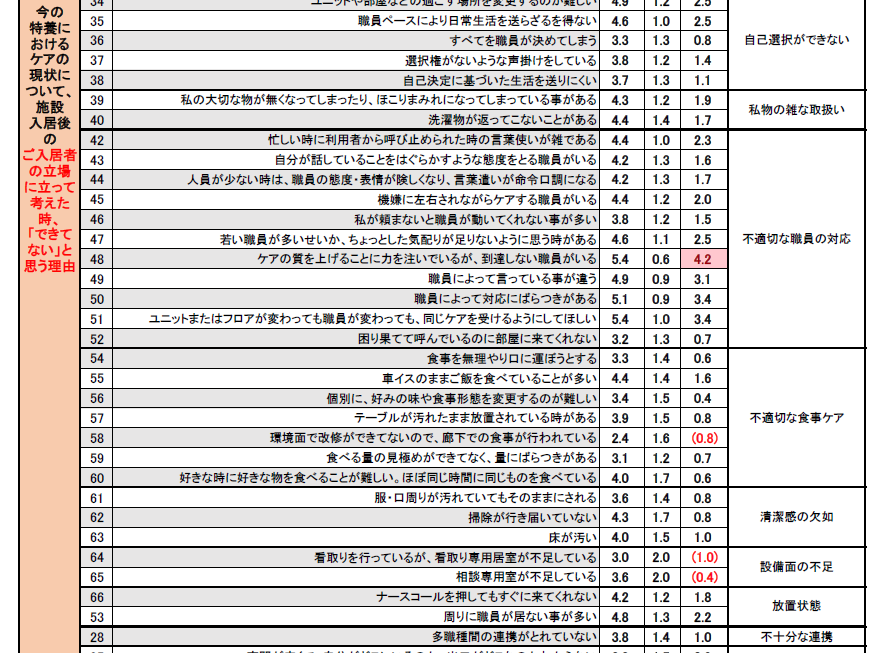 今の
特養に
おける
ケアの
現状に
ついて、
施設
入居後
の
ご入居者
の立場
に立って
考えた
時、
「できて
ない」と
思う理由
34 ユニットや部屋などの過ごす場所を変更するのが難しい 4.9 1.2 2.5
35 職員ペースにより日常生活を送らざるを得ない 4.6 1.0 2.5
36 すべてを職員が決めてしまう 3.3 1.3 0.8
自己選択ができない
37 選択権がないような声掛けをしている 3.8 1.2 1.4
38 自己決定に基づいた生活を送りにくい 3.7 1.3 1.1
39 私の大切な物が無くなってしまったり、ほこりまみれになってしまっている事がある 4.3 1.2 1.9
私物の雑な取扱い
40 洗濯物が返ってこないことがある 4.4 1.4 1.7
42 忙しい時に利用者から呼び止められた時の言葉使いが雑である 4.4 1.0 2.3
43 自分が話していることをはぐらかすような態度をとる職員がいる 4.2 1.3 1.6
44 人員が少ない時は、職員の態度・表情が険しくなり、言葉遣いが命令口調になる 4.2 1.3 1.7
45 機嫌に左右されながらケアする職員がいる 4.4 1.2 2.0
46 私が頼まないと職員が動いてくれない事が多い 3.8 1.2 1.5
47 若い職員が多いせいか、ちょっとした気配りが足りないように思う時がある 4.6 1.1 2.5
不適切な職員の対応
48 ケアの質を上げることに力を注いでいるが、到達しない職員がいる 5.4 0.6 4.2
49 職員によって言っている事が違う 4.9 0.9 3.1
50 職員によって対応にばらつきがある 5.1 0.9 3.4
51 ユニットまたはフロアが変わっても職員が変わっても、同じケアを受けるようにしてほしい 5.4 1.0 3.4
52 困り果てて呼んでいるのに部屋に来てくれない 3.2 1.3 0.7
54 食事を無理やり口に運ぼうとする 3.3 1.4 0.6
55 車イスのままご飯を食べていることが多い 4.4 1.4 1.6
56 個別に、好みの味や食事形態を変更するのが難しい 3.4 1.5 0.4
57 テーブルが汚れたまま放置されている時がある 3.9 1.5 0.8
不適切な食事ケア
58 環境面で改修ができてないので、廊下での食事が行われている 2.4 1.6 (0.8)
59 食べる量の見極めができてなく、量にばらつきがある 3.1 1.2 0.7
60 好きな時に好きな物を食べることが難しい。ほぼ同じ時間に同じものを食べている 4.0 1.7 0.6
61 服・口周りが汚れていてもそのままにされる 3.6 1.4 0.8
62 掃除が行き届いていない 4.3 1.7 0.8
清潔感の欠如
63 床が汚い 4.0 1.5 1.0
64 看取りを行っているが、看取り専用居室が不足している 3.0 2.0 (1.0)
設備面の不足
65 相談専用室が不足している 3.6 2.0 (0.4)
66 ナースコールを押してもすぐに来てくれない 4.2 1.2 1.8
放置状態
53 周りに職員が居ない事が多い 4.8 1.3 2.2
28 多職種間の連携がとれていない 3.8 1.4 1.0 不十分な連携